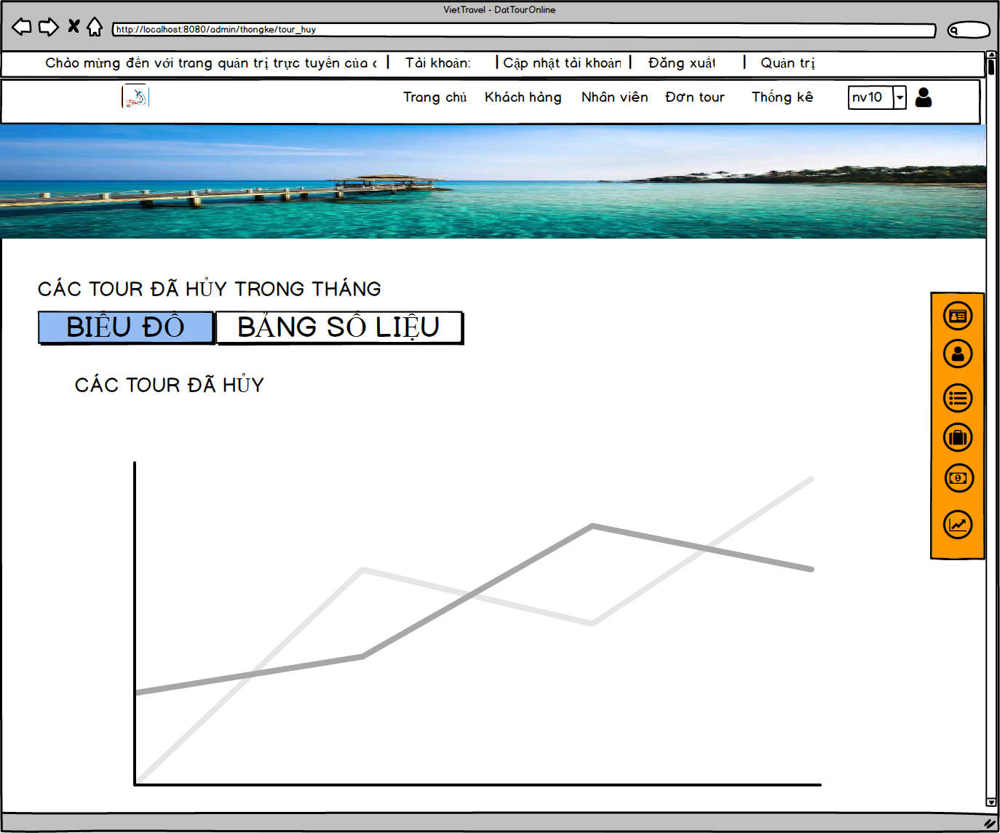 VietTravel - DatTourOnline
http://localhost:8080/admin/thongke/tour_huy
Chào mừng đến với trang quản trị trực tuyến của c | Tài khoản: | Cập nhật tài khoản | Đăng xuất | Quản trị
Trang chủ Khách hàng Nhân viên Đơn tour Thống kê nv10
CÁC TOUR ĐÃ HỦY TRONG THÁNG
BIỂU ĐỒ BẢNG SỐ LIỆU
CÁC TOUR ĐÃ HỦY